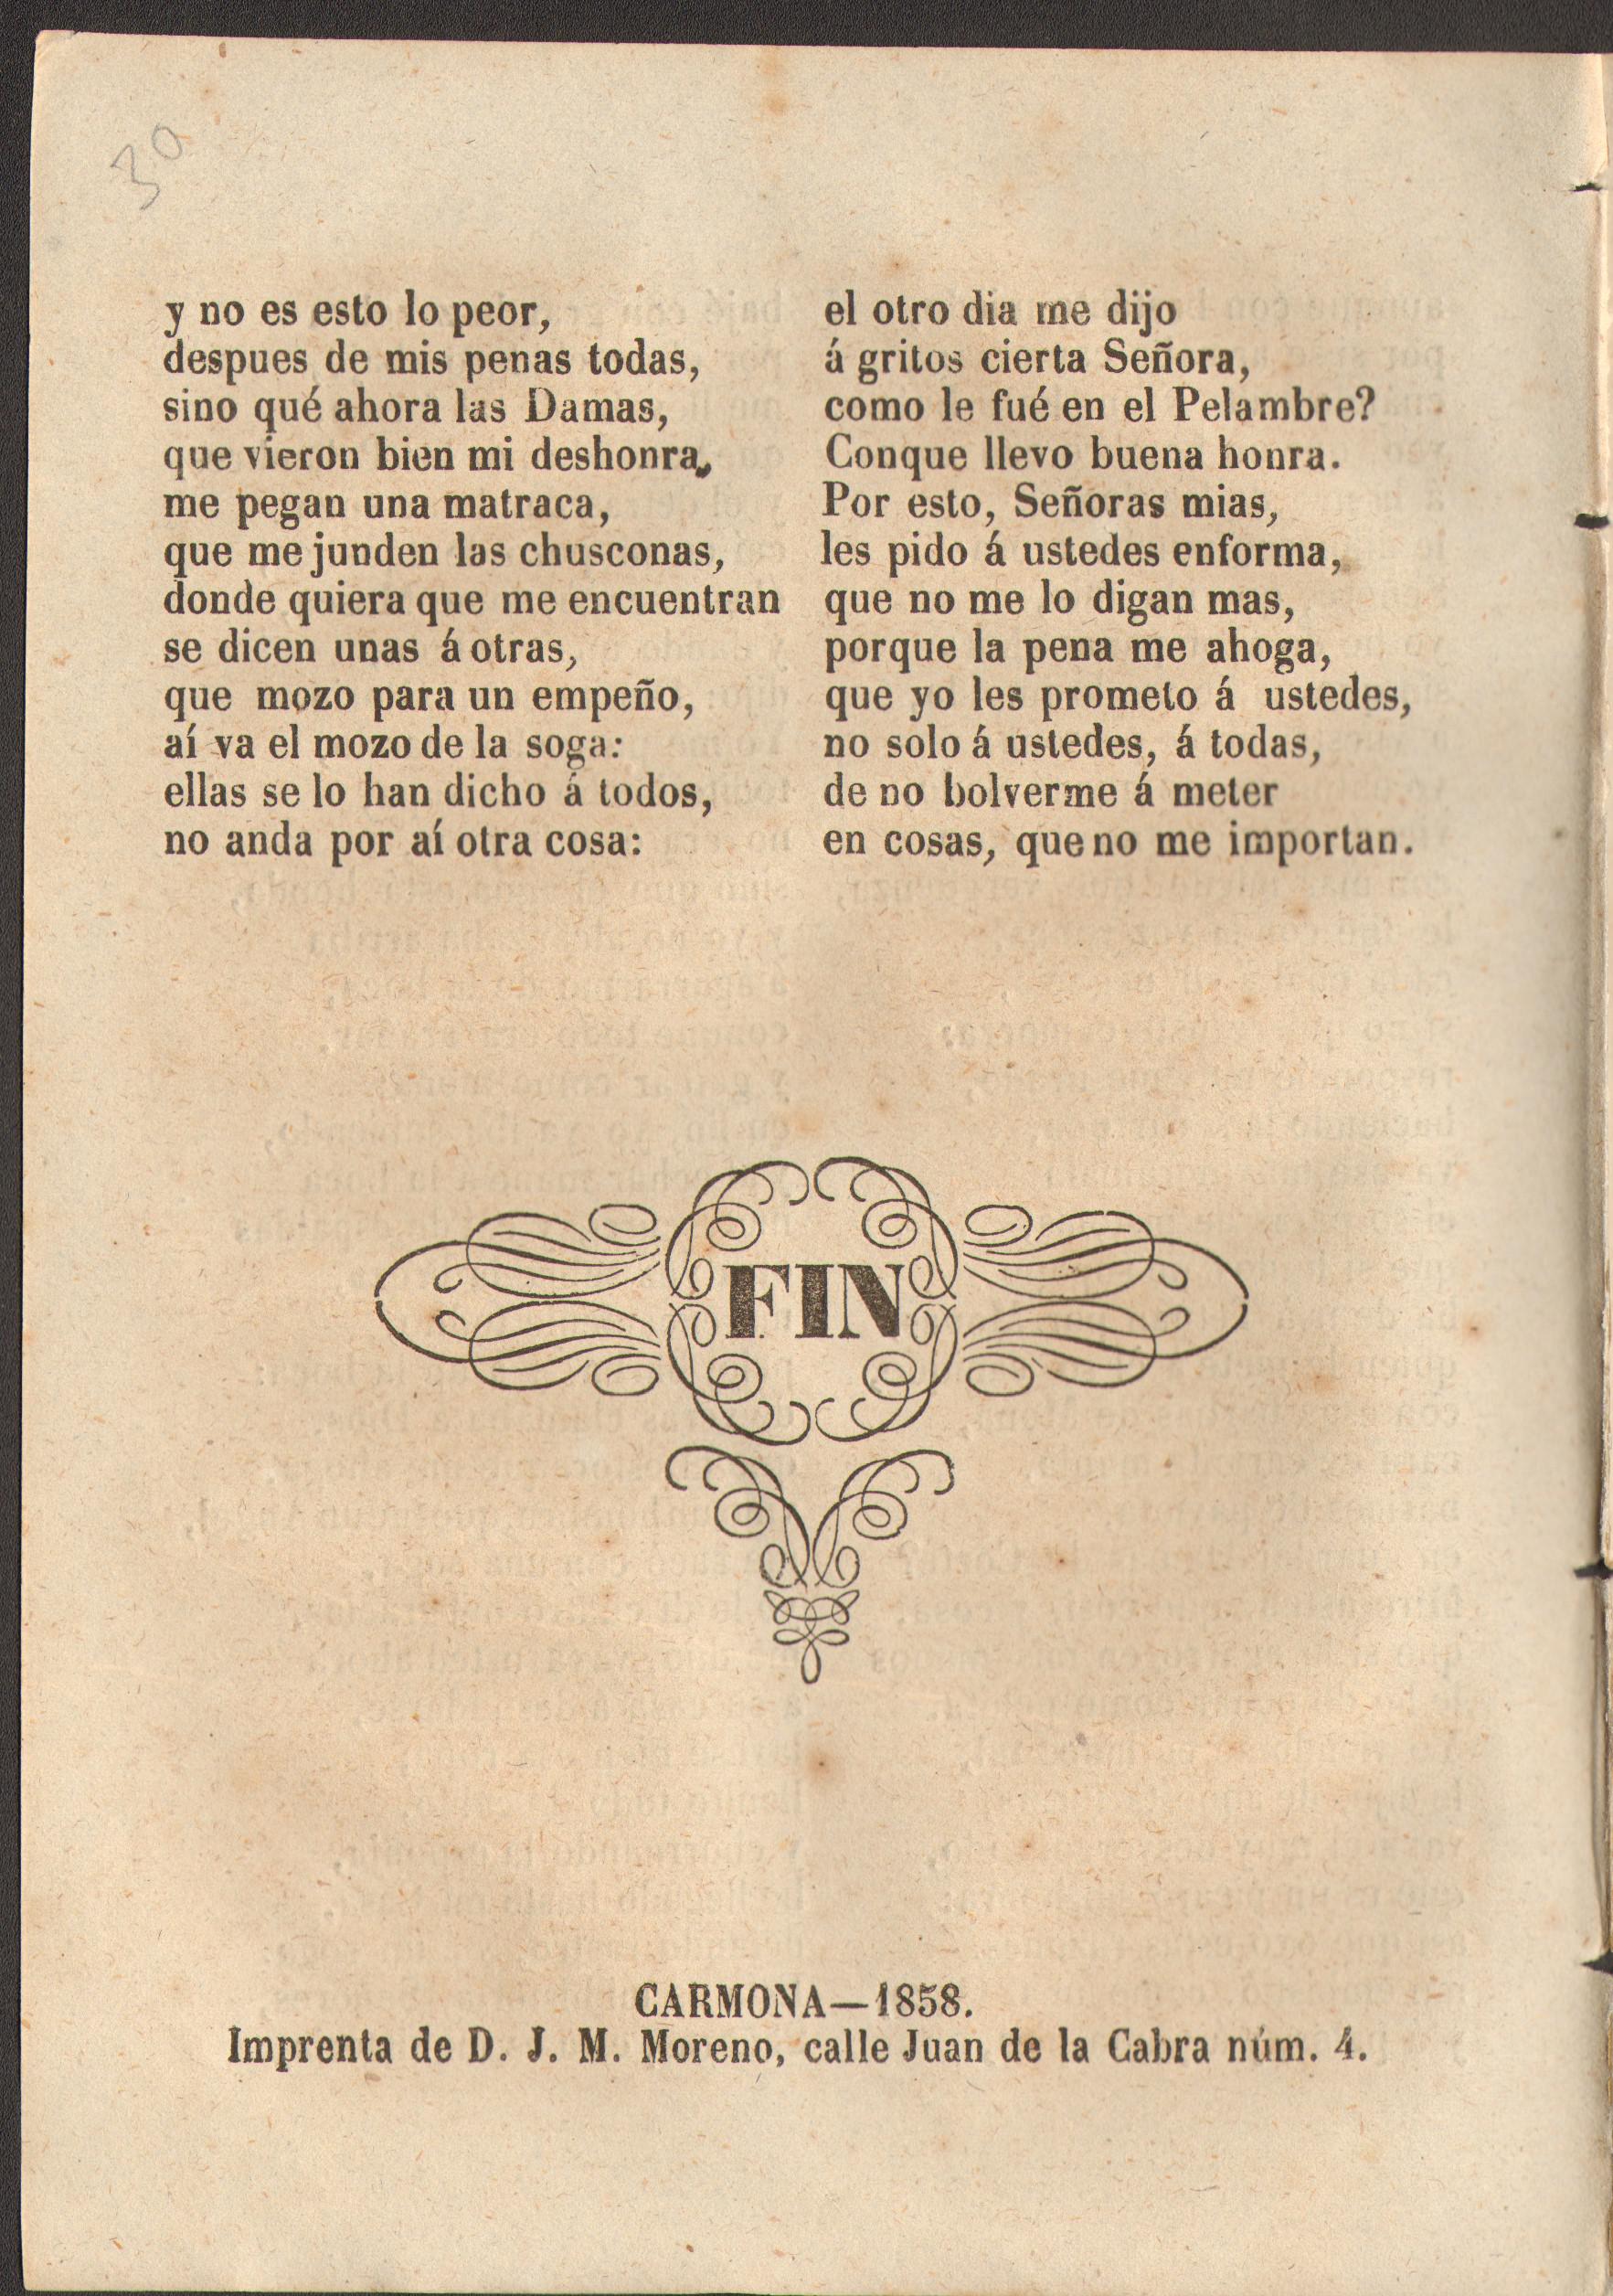 30
y no es esto lo peor,
despues de mis penas todas,
sino qué ahora las Damas,
que vieron bien mi deshonra,
me pegan una matraca,
que me junden las chusconas,
donde quiera que me encuentran
se dicen unas á otras,
que mozo para un empeño,
aí va el mozo de la soga:
ellas se lo han dicho á todos,
no anda por aí otra cosa:
el otro dia me dijo
á gritos cierta Señora,
como le fué en el Pelambre?
Conque llevo buena honra.
Por esto, Señoras mias,
les pido á ustedes enforma,
que no me lo digan mas,
porque la pena me ahoga,
que yo les prometo á ustedes,
no solo á ustedes, á todas,
de no bolverme á meter
en cosas, que no me importan.
FIN
CARMONA—1858.
Imprenta de D. J. M. Moreno, calle Juan de la Cabra núm. 4.